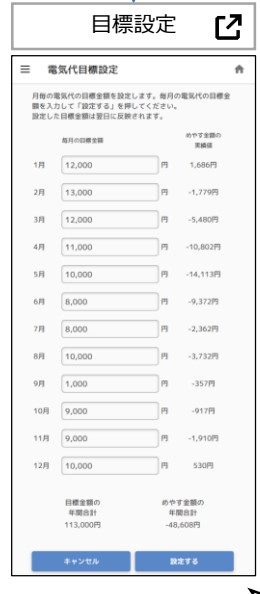 目標設定
電気代目標設定
月毎の電気代の目標金額を設定します。毎月の電気代の目標金
額を入力して「設定する」を押してください。
設定した目標金額は翌日に反映されます。
毎月の目標金額 めやす金額の
実績値
1月 12,000 円 1,686円
2月 13,000 円 -1,779円
3月 12,000 円 -5,480円
4月 11,000 円 -10,802円
5月 10,000 円 -14,113円
6月 8,000 円 -9,372円
7月 8,000 円 -2,362円
8月 10,000 円 -3,732円
9月 1,000 円 -357円
10月 9,000 円 -917円
11月 9,000 円 -1,910円
12月 10,000 円 530円
目標金額の めやす金額の
年間合計 年間合計
113,000円 -48,608円
キャンセル 設定する